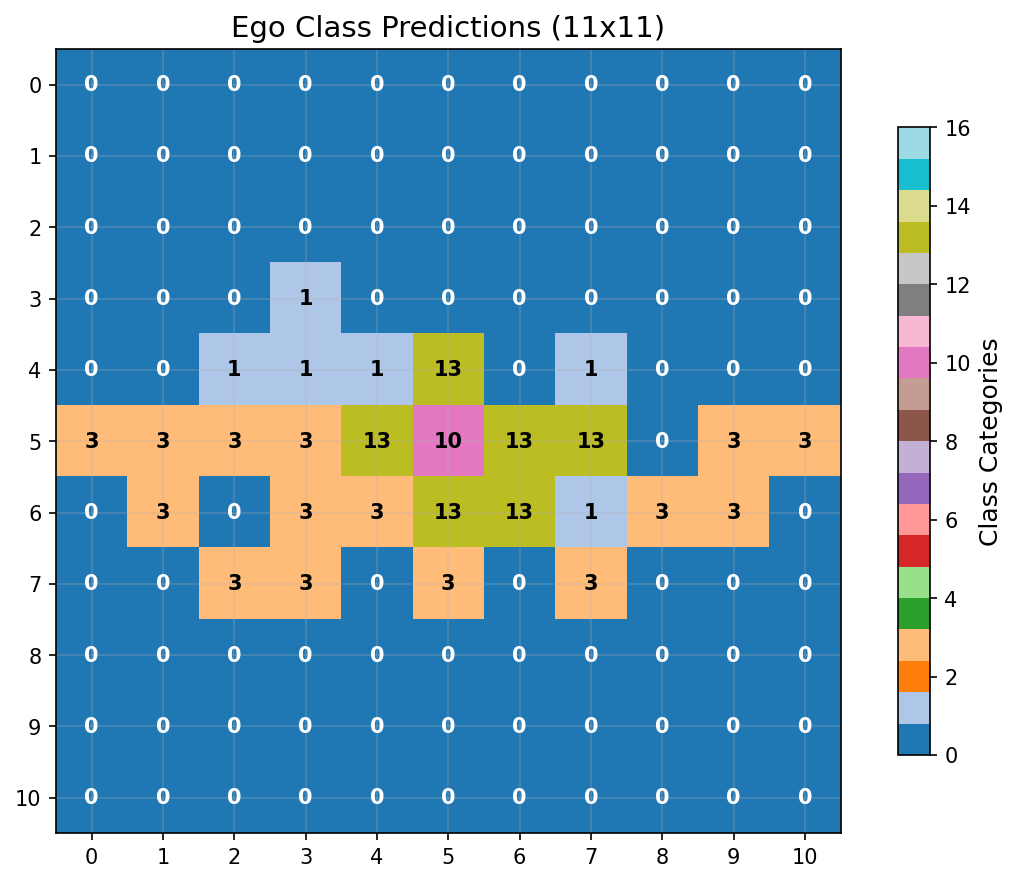 Ego Class Predictions (11x11)
0 0 0 0 0 0 0 0 0 0 0 0
1 0 0 0 0 0 0 0 0 0 0 0
2 0 0 0 0 0 0 0 0 0 0 0
3 0 0 0 1 0 0 0 0 0 0 0
4 0 0 1 1 1 13 0 1 0 0 0
5 3 3 3 3 13 10 13 13 0 3 3
6 0 3 0 3 3 13 13 1 3 3 0
7 0 0 3 3 0 3 0 3 0 0 0
8 0 0 0 0 0 0 0 0 0 0 0
9 0 0 0 0 0 0 0 0 0 0 0
10 0 0 0 0 0 0 0 0 0 0 0
0 1 2 3 4 5 6 7 8 9 10
16
14
12
10
8
6
4
2
0
Class Categories